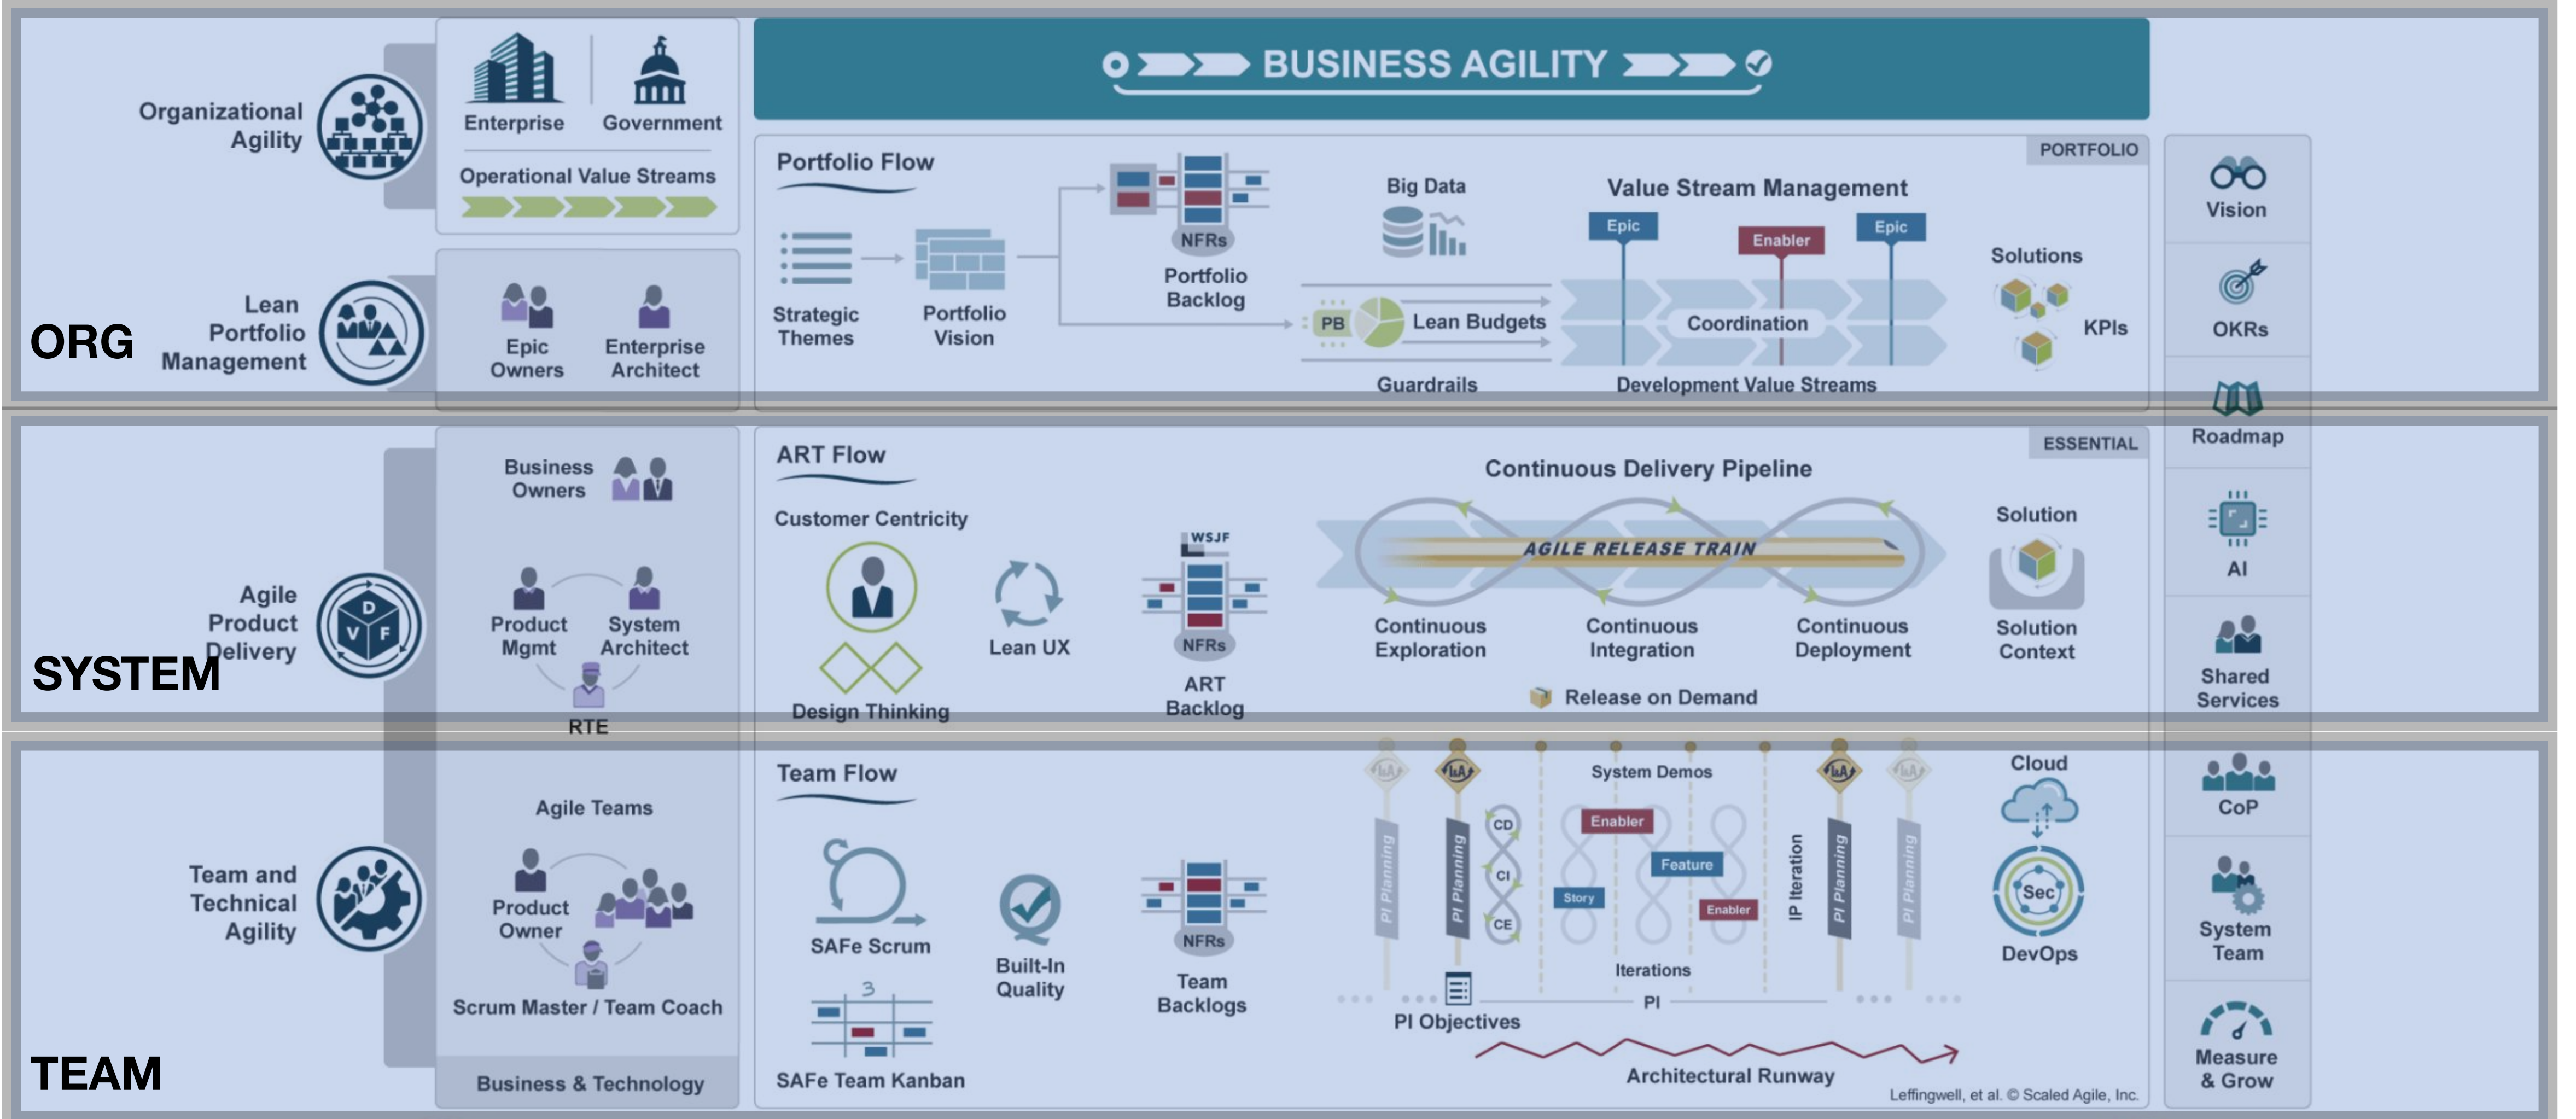 ORG
Organizational
Agility
Enterprise
Government
Operational Value Streams
Lean
Portfolio
Management
Epic
Owners
Enterprise
Architect
BUSINESS AGILITY
PORTFOLIO
Portfolio Flow
Strategic
Themes
Portfolio
Vision
NFRs
Portfolio
Backlog
Big Data
PB
Lean Budgets
Guardrails
Value Stream Management
Epic
Enabler
Epic
Coordination
Development Value Streams
Solutions
KPIs
Vision
OKRs
Roadmap
SYSTEM
Agile
Product
Delivery
D
V F
Business
Owners
Product
Mgmt
System
Architect
RTE
ESSENTIAL
ART Flow
Customer Centricity
Design Thinking
Lean UX
WSJF
NFRs
ART
Backlog
Continuous Delivery Pipeline
AGILE RELEASE TRAIN
Continuous
Exploration
Continuous
Integration
Continuous
Deployment
Release on Demand
Solution
Solution
Context
AI
Shared
Services
TEAM
Team and
Technical
Agility
Agile Teams
Product
Owner
Scrum Master / Team Coach
Business & Technology
Team Flow
SAFe Scrum
3
SAFe Team Kanban
Built-In
Quality
NFRs
Team
Backlogs
I&A
I&A
I&A
I&A
PI Planning
PI Planning
CD
CI
CE
System Demos
Enabler
Feature
Story
Enabler
IP Iteration
PI Planning
PI Planning
Iterations
PI
PI Objectives
Architectural Runway
Cloud
Sec
DevOps
CoP
System
Team
Measure
& Grow
Leffingwell, et al. © Scaled Agile, Inc.